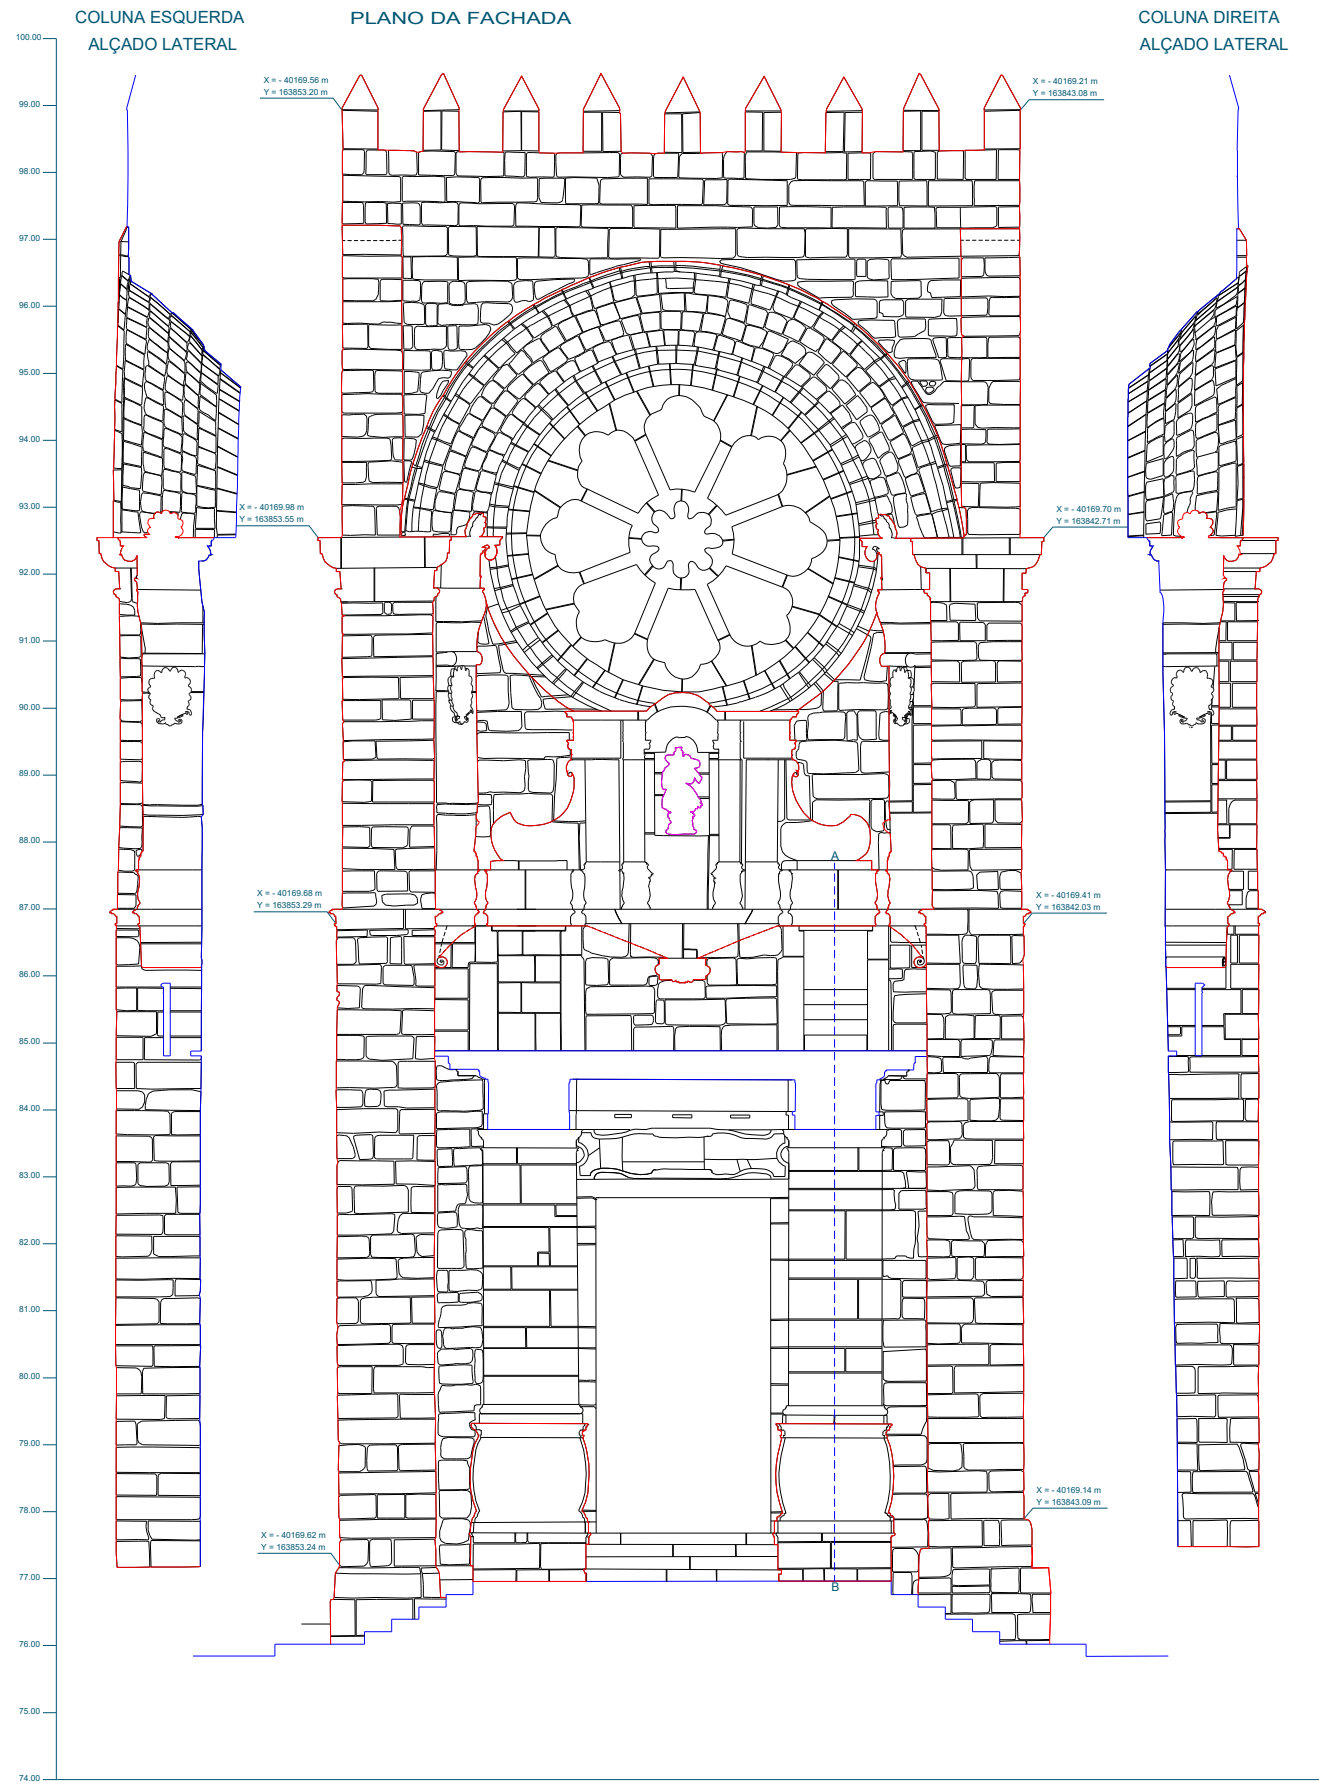 COLUNA ESQUERDA
ALÇADO LATERAL
PLANO DA FACHADA
COLUNA DIREITA
ALÇADO LATERAL
100.00
99.00
98.00
97.00
96.00
95.00
94.00
93.00
92.00
91.00
90.00
89.00
88.00
87.00
86.00
85.00
84.00
83.00
82.00
81.00
80.00
79.00
78.00
77.00
76.00
75.00
74.00
X = - 40169.56 m
Y = 163853.20 m
X = - 40169.21 m
Y = 163843.08 m
X = - 40169.98 m
Y = 163853.55 m
X = - 40169.70 m
Y = 163842.71 m
A
X = - 40169.68 m
Y = 163853.29 m
X = - 40169.41 m
Y = 163842.03 m
X = - 40169.14 m
Y = 163843.09 m
X = - 40169.62 m
Y = 163853.24 m
B